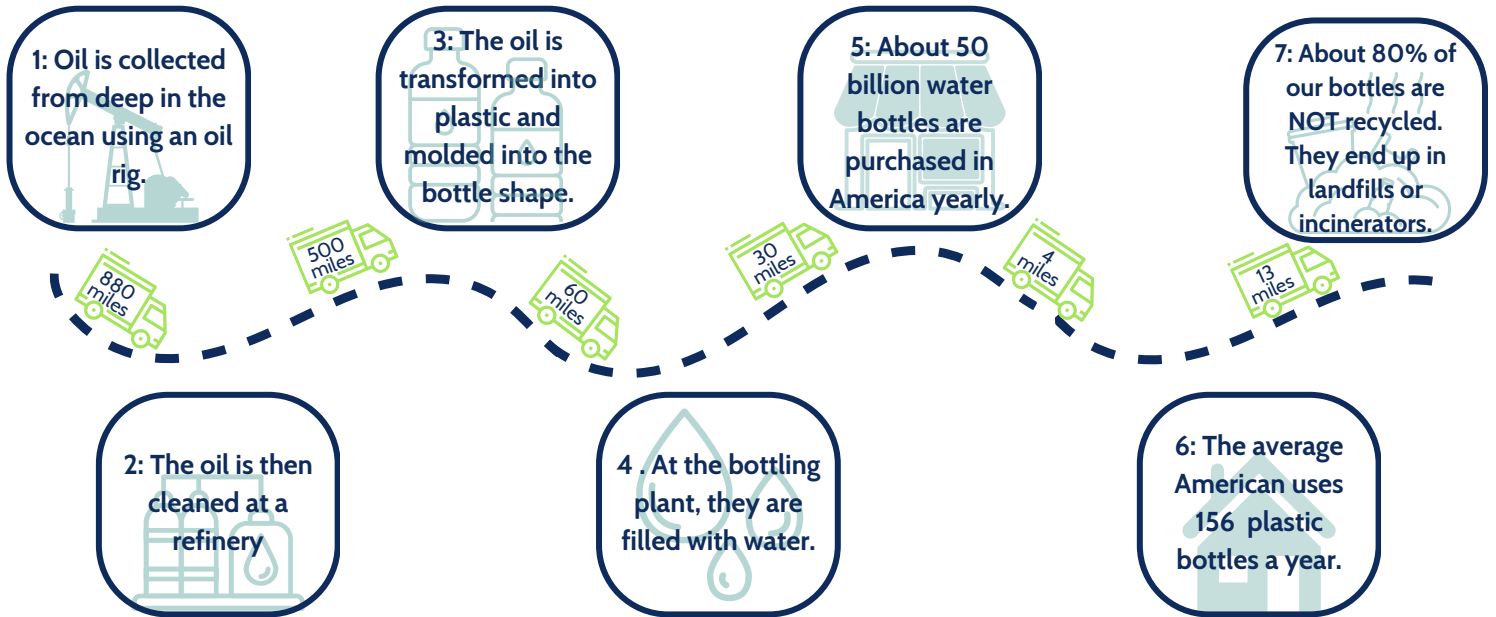 1: Oil is collected
from deep in the
ocean using an oil
rig.
880
miles
2: The oil is then
cleaned at a
refinery
500
miles
3: The oil is
transformed into
plastic and
molded into the
bottle shape.
60
miles
4 . At the bottling
plant, they are
filled with water.
30
miles
5: About 50
billion water
bottles are
purchased in
America yearly.
4
miles
6: The average
American uses
156 plastic
bottles a year.
13
miles
7: About 80% of
our bottles are
NOT recycled.
They end up in
landfills or
incinerators.